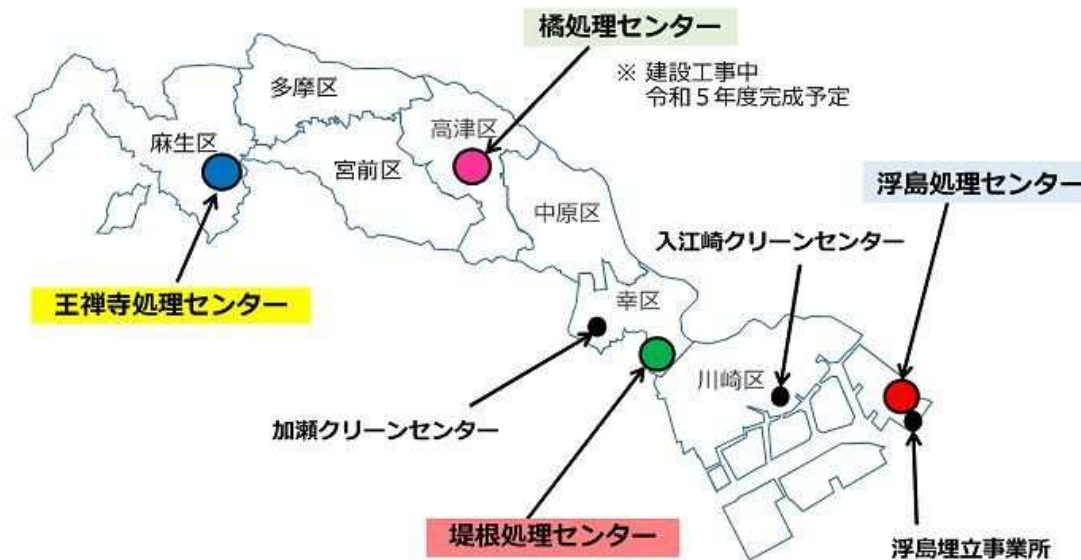 橘処理センター
※ 建設工事中
令和５年度完成予定
多摩区
高津区
麻生区
宮前区
浮島処理センター
中原区
入江崎クリーンセンター
王禅寺処理センター
幸区
川崎区
加瀬クリーンセンター
堤根処理センター
浮島埋立事業所